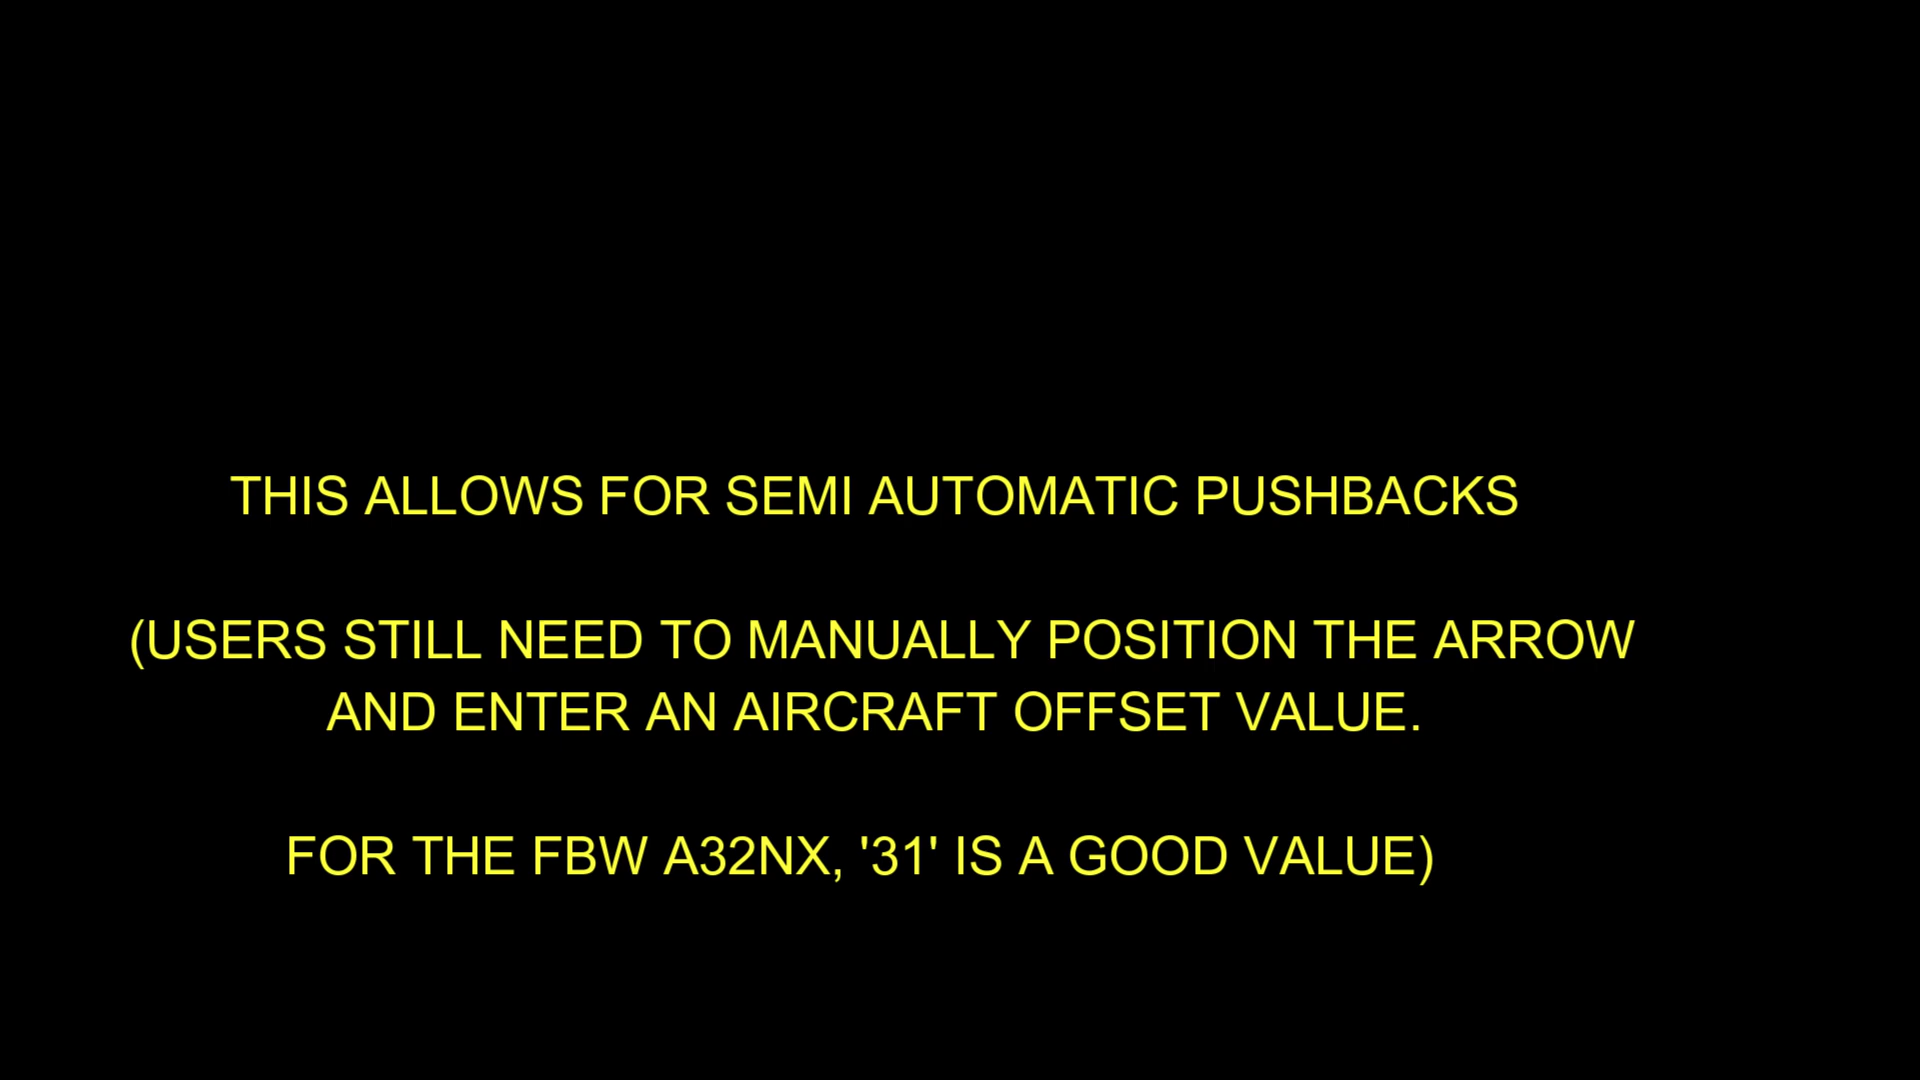 THIS ALLOWS FOR SEMI AUTOMATIC PUSHBACKS
(USERS STILL NEED TO MANUALLY POSITION THE ARROW
AND ENTER AN AIRCRAFT OFFSET VALUE.
FOR THE FBW A32NX, '31' IS A GOOD VALUE)